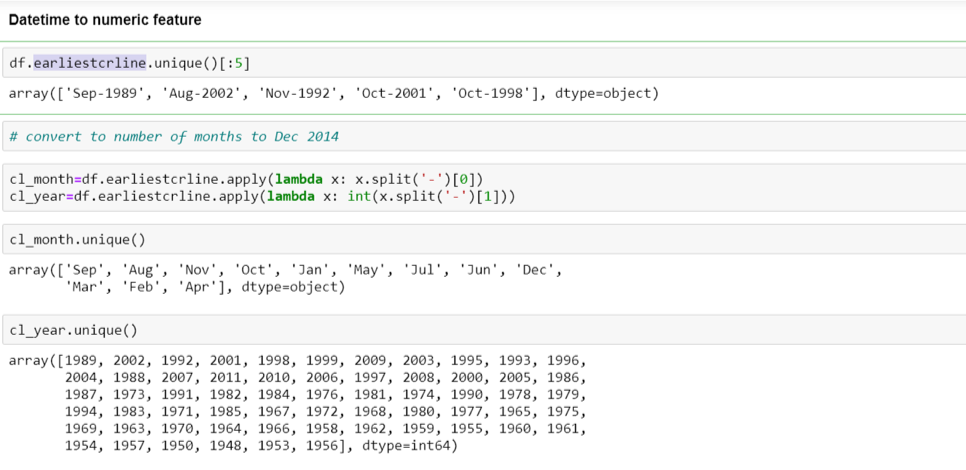 Datetime to numeric feature
df.earliestcrline.unique()[:5]
array(['Sep-1989', 'Aug-2002', 'Nov-1992', 'Oct-2001', 'Oct-1998'], dtype=object)
# convert to number of months to Dec 2014
cl_month=df.earliestcrline.apply(lambda x: x.split('-')[0])
cl_year=df.earliestcrline.apply(lambda x: int(x.split('-')[1]))
cl_month.unique()
array(['Sep', 'Aug', 'Nov', 'Oct', 'Jan', 'May', 'Jul', 'Jun', 'Dec',
'Mar', 'Feb', 'Apr'], dtype=object)
cl_year.unique()
array([1989, 2002, 1992, 2001, 1998, 1999, 2009, 2003, 1995, 1993, 1996,
2004, 1988, 2007, 2011, 2010, 2006, 1997, 2008, 2000, 2005, 1986,
1987, 1973, 1991, 1982, 1984, 1976, 1981, 1974, 1990, 1978, 1979,
1994, 1983, 1971, 1985, 1967, 1972, 1968, 1980, 1977, 1965, 1975,
1969, 1963, 1970, 1964, 1966, 1958, 1962, 1959, 1955, 1960, 1961,
1954, 1957, 1950, 1948, 1953, 1956], dtype=int64)